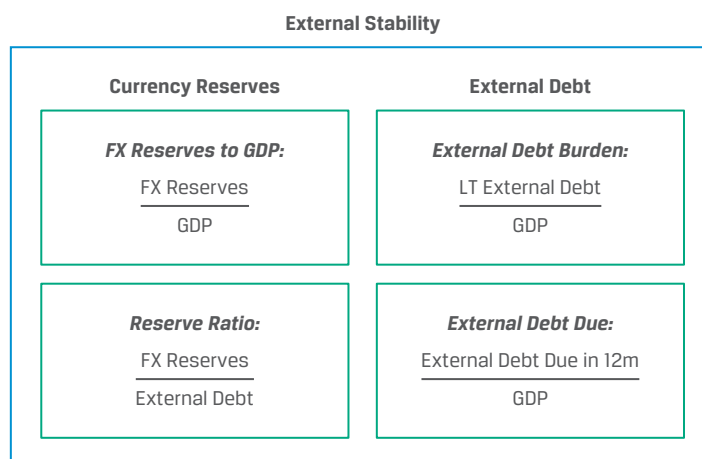 External Stability
Currency Reserves
External Debt
FX Reserves to GDP:
FX Reserves
GDP
External Debt Burden:
LT External Debt
GDP
Reserve Ratio:
FX Reserves
External Debt
External Debt Due:
External Debt Due in 12m
GDP